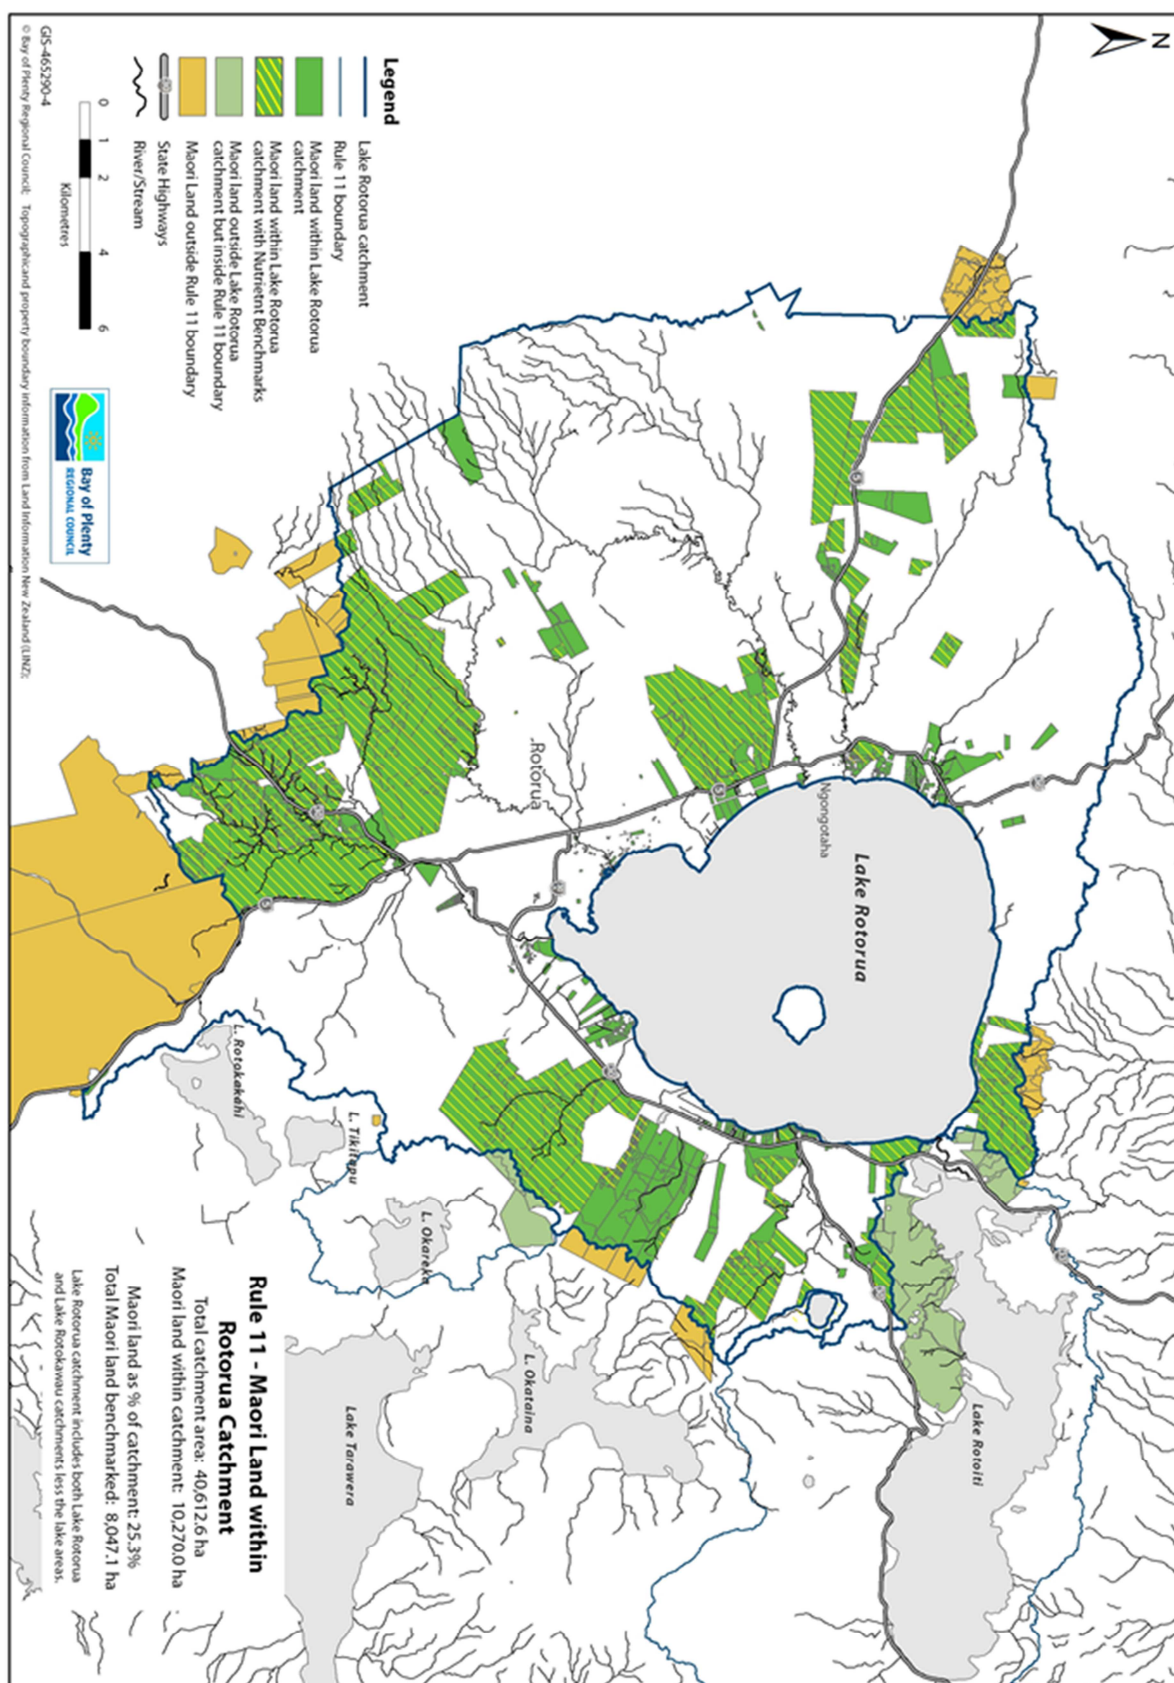 N
Legend
Lake Rotorua catchment
Rule 11 boundary
Maori land within Lake Rotorua
catchment
Maori land within Lake Rotorua
catchment with Nutrietnt Benchmarks
Maori land outside Lake Rotorua
catchment but inside Rule 11 boundary
Maori Land outside Rule 11 boundary
State Highways
River/Stream
0 1 2 4 6
Kilometres
GIS-465290-4
© Bay of Plenty Regional Council; Topographic and property boundary information from Land Information New Zealand (LINZ);
Bay of Plenty
REGIONAL COUNCIL
Lake Rotorua
Ngongotaha
Rotorua
Lake Rotoiti
L. Okataina
L. Okareka
L. Tikitapu
L. Rotokakahi
Lake Tarawera
5
5
5
Rule 11 - Maori Land within
Rotorua Catchment
Total catchment area: 40,612.6 ha
Maori land within catchment: 10,270.0 ha
Maori land as % of catchment: 25.3%
Total Maori land benchmarked: 8,047.1 ha
Lake Rotorua catchment includes both Lake Rotorua
and Lake Rotokawau catchments less the lake areas.